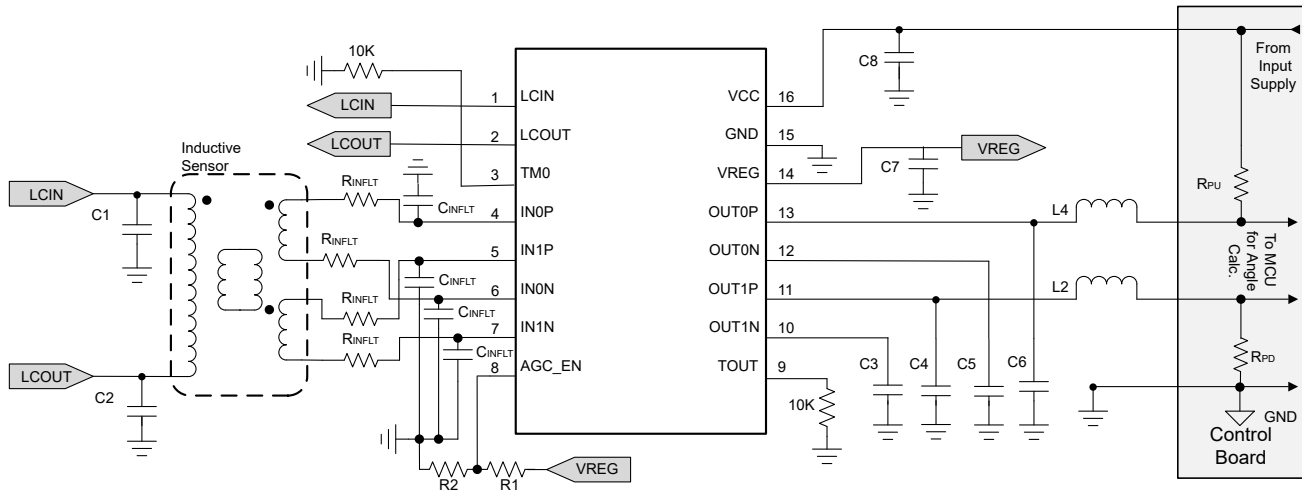 10K
LCIN
LCOUT
Inductive
Sensor
LCIN
C1
LCOUT
C2
RINFLT
CINFLT
RINFLT
CINFLT
RINFLT
CINFLT
RINFLT
CINFLT
1
2
3
4
5
6
7
8
LCIN
LCOUT
TM0
IN0P
IN1P
IN0N
IN1N
AGC_EN
VCC
GND
VREG
OUT0P
OUT0N
OUT1P
OUT1N
TOUT
16
15
14
13
12
11
10
9
R2
R1
VREG
10K
C8
C7
VREG
L4
L2
C3
C4
C5
C6
From
Input
Supply
RPU
To MCU
for Angle
Calc.
RPD
GND
Control
Board